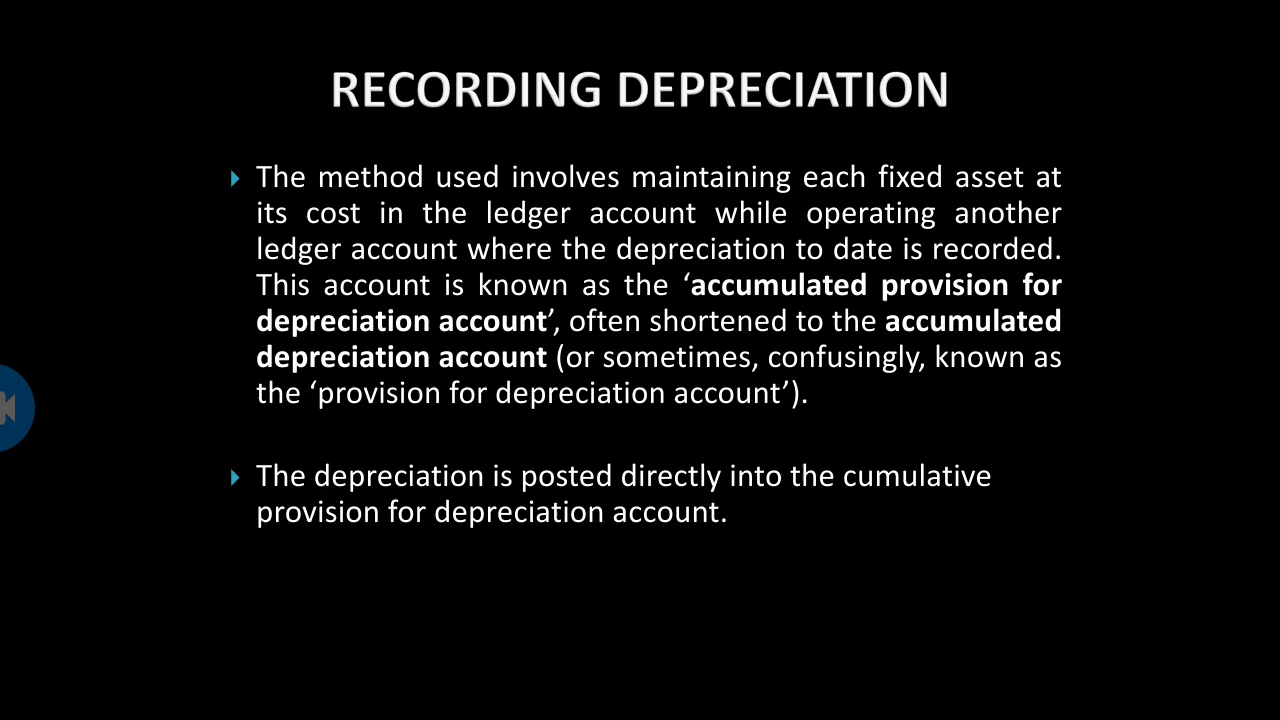 RECORDING DEPRECIATION
The method used involves maintaining each fixed asset at
its cost in the ledger account while operating another
ledger account where the depreciation to date is recorded.
This account is known as the ‘accumulated provision for
depreciation account’, often shortened to the accumulated
depreciation account (or sometimes, confusingly, known as
the ‘provision for depreciation account’).
The depreciation is posted directly into the cumulative
provision for depreciation account.